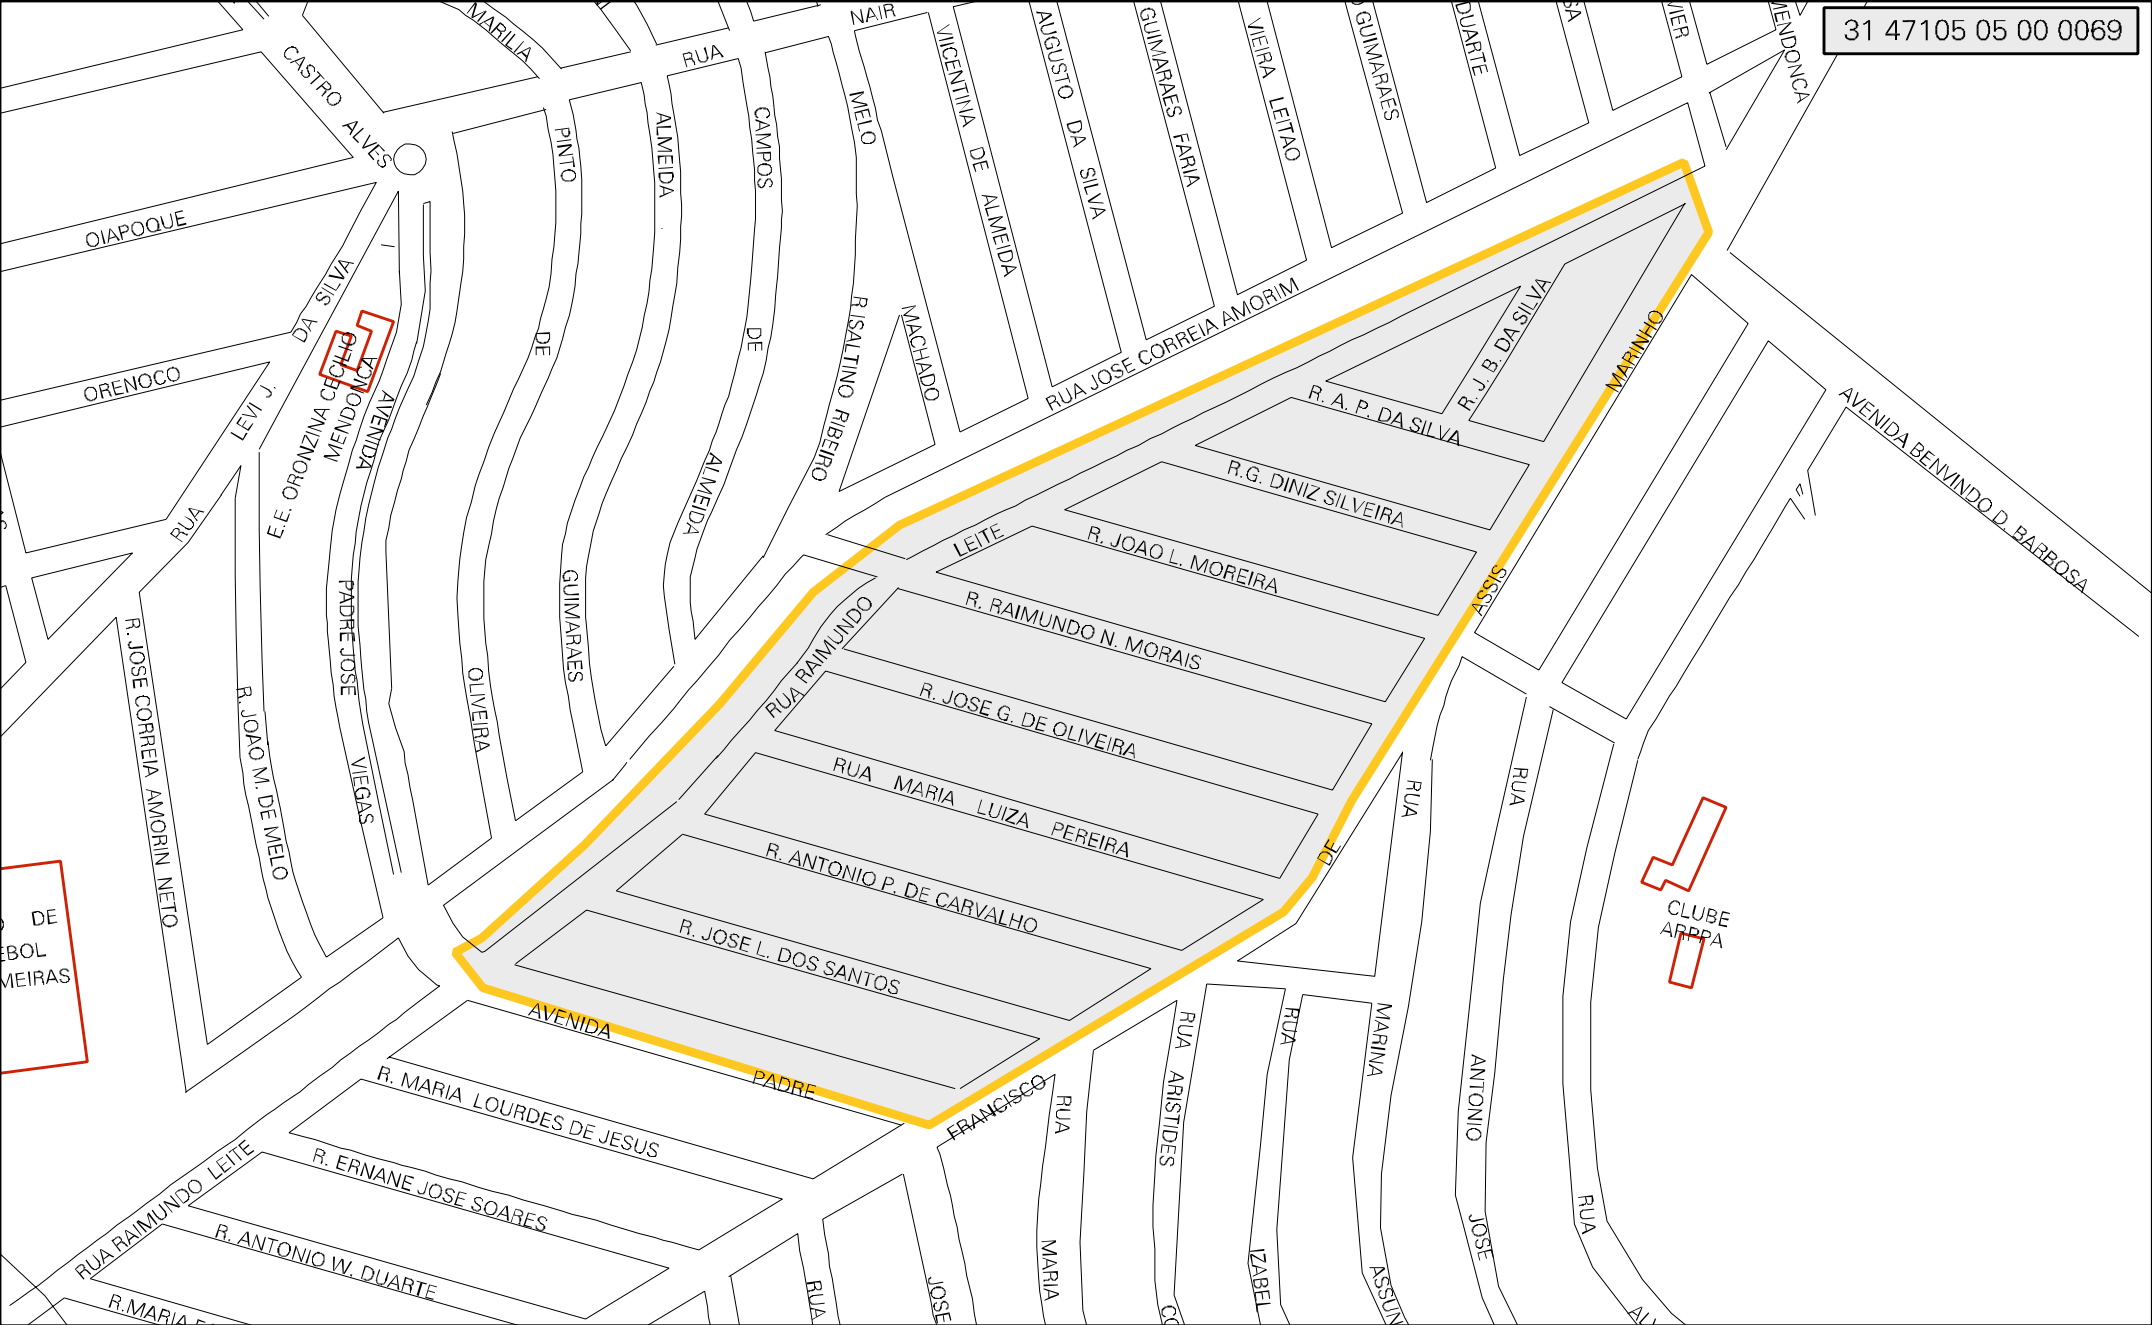 31 47105 05 00 0069
MARILIA
NAIR
RUA
CASTRO ALVES
PINTO
ALMEIDA
CAMPOS
MELO
VIICENTINA DE ALMEIDA
AUGUSTO DA SILVA
GUIMARAES FARIA
VIEIRA LEITAO
GUIMARAES
DUARTE
MENDONCA
OIAPOQUE
ORENOCO
RUA LEVI J. DA SILVA
E.E. ORONZINA CECILIO
MENDONCA
AVENIDA
PADRE JOSE
VIEGAS
DE
DE
GUIMARAES
OLIVEIRA
ALMEIDA
R ISALTINO RIBEIRO
MACHADO
RUA JOSE CORREIA AMORIM
R. J. B. DA SILVA
R. A. P. DA SILVA
R.G. DINIZ SILVEIRA
R. JOAO L. MOREIRA
R. RAIMUNDO N. MORAIS
R. JOSE G. DE OLIVEIRA
RUA MARIA LUIZA PEREIRA
R. ANTONIO P. DE CARVALHO
R. JOSE L. DOS SANTOS
RUA RAIMUNDO LEITE
AVENIDA PADRE
FRANCISCO DE ASSIS MARINHO
AVENIDA BENVINDO D. BARBOSA
R. JOSE CORREIA AMORIN NETO
R. JOAO M. DE MELO
DE
MEIRAS
R. MARIA LOURDES DE JESUS
R. ERNANE JOSE SOARES
R. ANTONIO W. DUARTE
R.MARIA
RUA RAIMUNDO LEITE
RUA
JOSE
RUA
MARIA
RUA ARISTIDES
RUA
IZABEL
RUA
MARINA
ASSUN
RUA
ANTONIO
JOSE
RUA
CLUBE
ARPPA